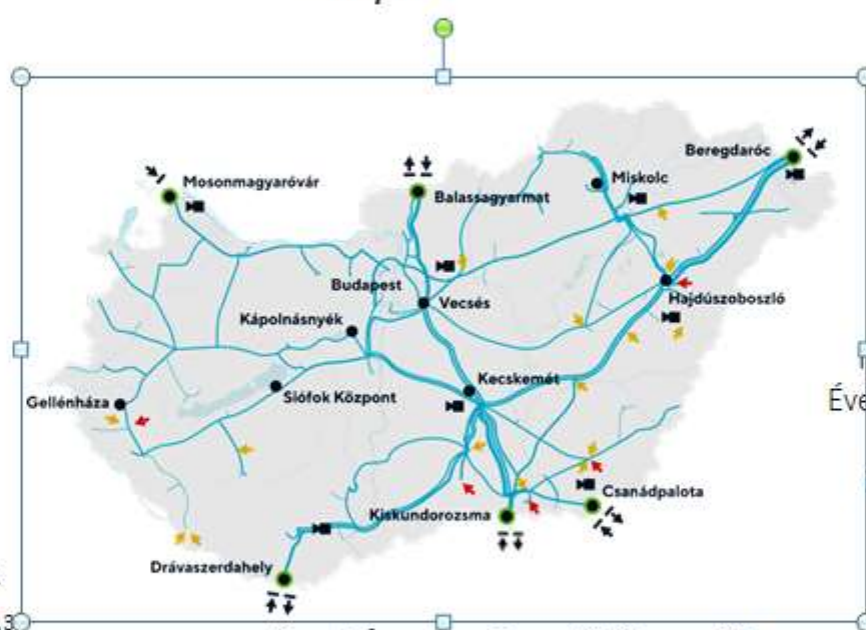 Beregdaróc
Miskolc
Mosonmagyaróvár
Balassagyarmat
Budapest
Hajdúszoboszló
Vecsés
Kápolnásnyék
Kecskemét
Siófok Központ
Gellénháza
Éve
Csanádpalota
Kiskundorozsma
Drávaszerdahely